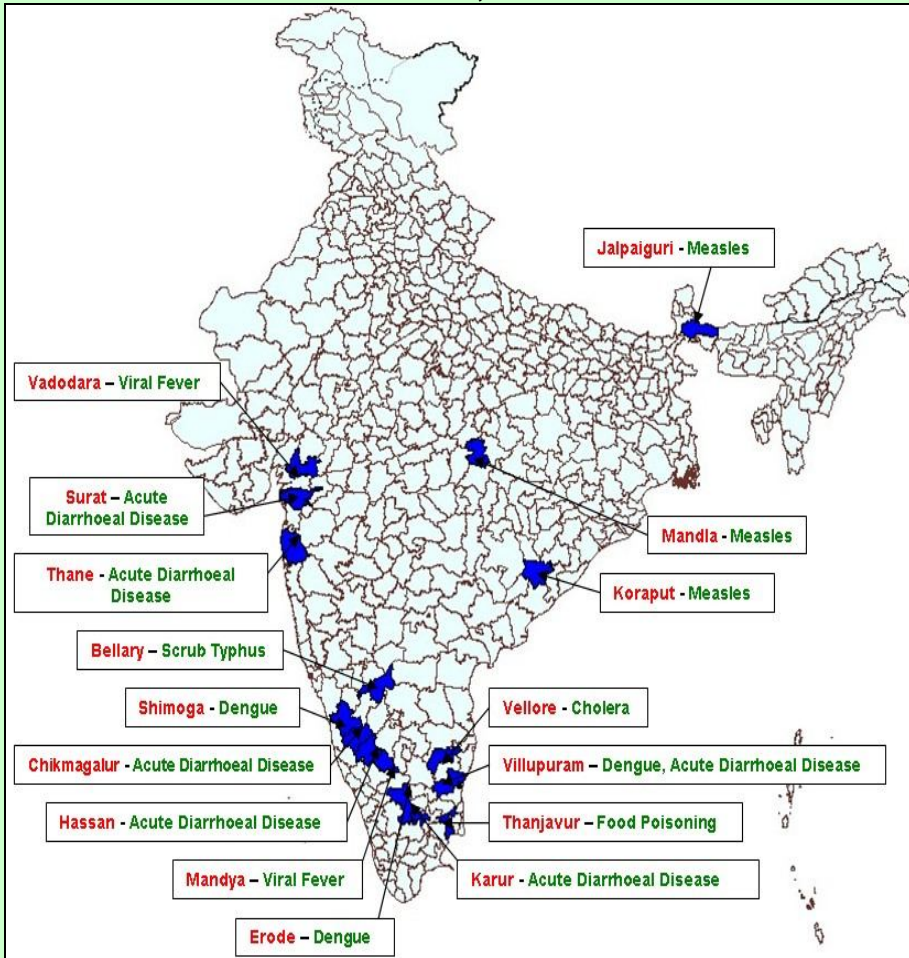 Jalpaiguri - Measles
Vadodara – Viral Fever
Surat – Acute
Diarrhoeal Disease
Mandla - Measles
Thane - Acute Diarrhoeal
Disease
Koraput - Measles
Bellary – Scrub Typhus
Shimoga - Dengue
Vellore - Cholera
Chikmagalur - Acute Diarrhoeal Disease
Villupuram – Dengue, Acute Diarrhoeal Disease
Hassan - Acute Diarrhoeal Disease
Thanjavur – Food Poisoning
Mandya – Viral Fever
Karur - Acute Diarrhoeal Disease
Erode – Dengue